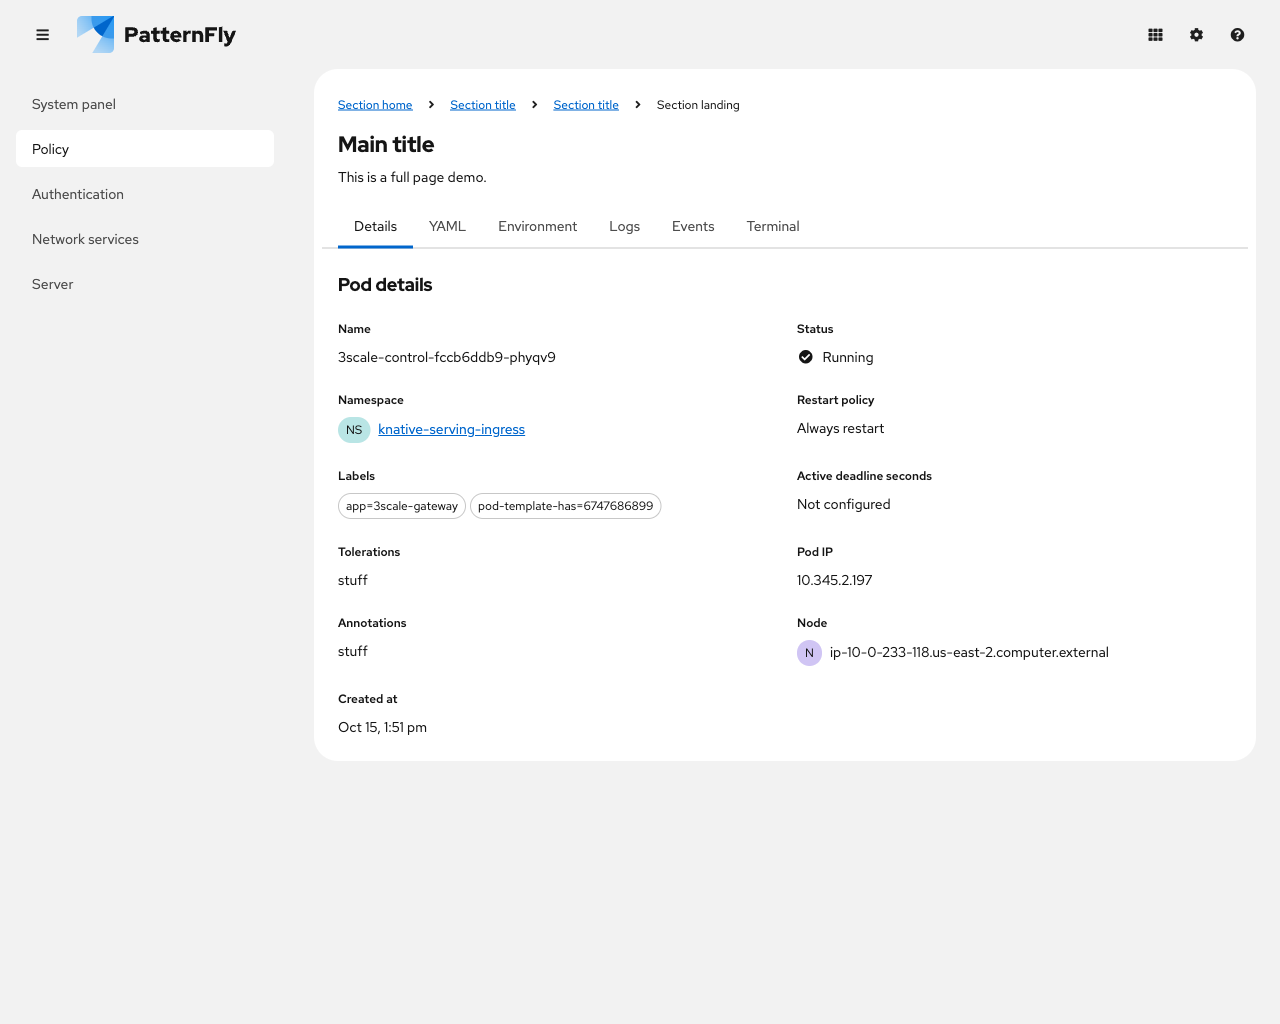 PatternFly
System panel
Policy
Authentication
Network services
Server
Section home Section title Section title Section landing
Main title
This is a full page demo.
Details YAML Environment Logs Events Terminal
Pod details
Name
3scale-control-fccb6ddb9-phyqv9
Status
Running
Namespace
NS knative-serving-ingress
Restart policy
Always restart
Labels
app=3scale-gateway pod-template-has=6747686899
Active deadline seconds
Not configured
Tolerations
stuff
Pod IP
10.345.2.197
Annotations
stuff
Node
N ip-10-0-233-118.us-east-2.computer.external
Created at
Oct 15, 1:51 pm